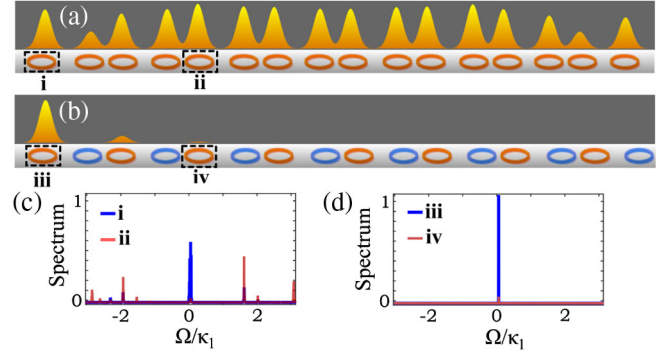 (a)
i
ii
(b)
iii
iv
(c)
(d)
1
i
ii
Spectrum
0
-2
0
2
Ω/κ₁
1
iii
iv
Spectrum
0
-2
0
2
Ω/κ₁